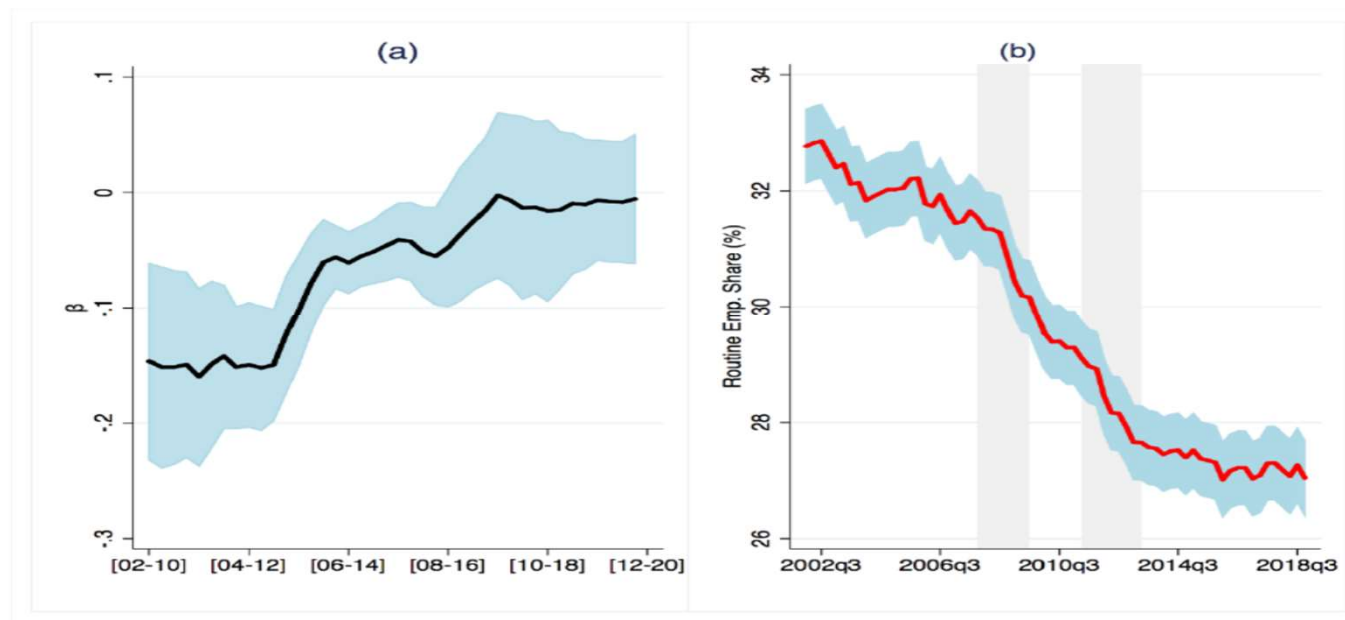 (a)
.1
0
-.1
-.2
-.3
β
[02-10] [04-12] [06-14] [08-16] [10-18] [12-20]
(b)
34
32
30
28
26
Routine Emp. Share (%)
2002q3 2006q3 2010q3 2014q3 2018q3